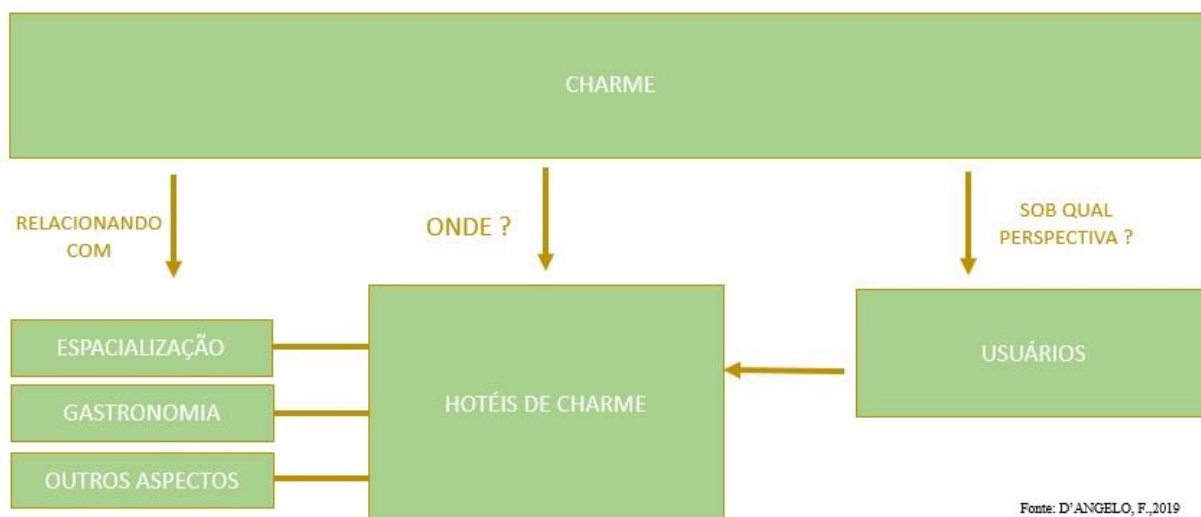 CHARME
RELACIONANDO
COM
ONDE ?
SOB QUAL
PERSPECTIVA ?
ESPACIALIZAÇÃO
GASTRONOMIA
OUTROS ASPECTOS
HOTÉIS DE CHARME
USUÁRIOS
Fonte: D'ANGELO, F.,2019